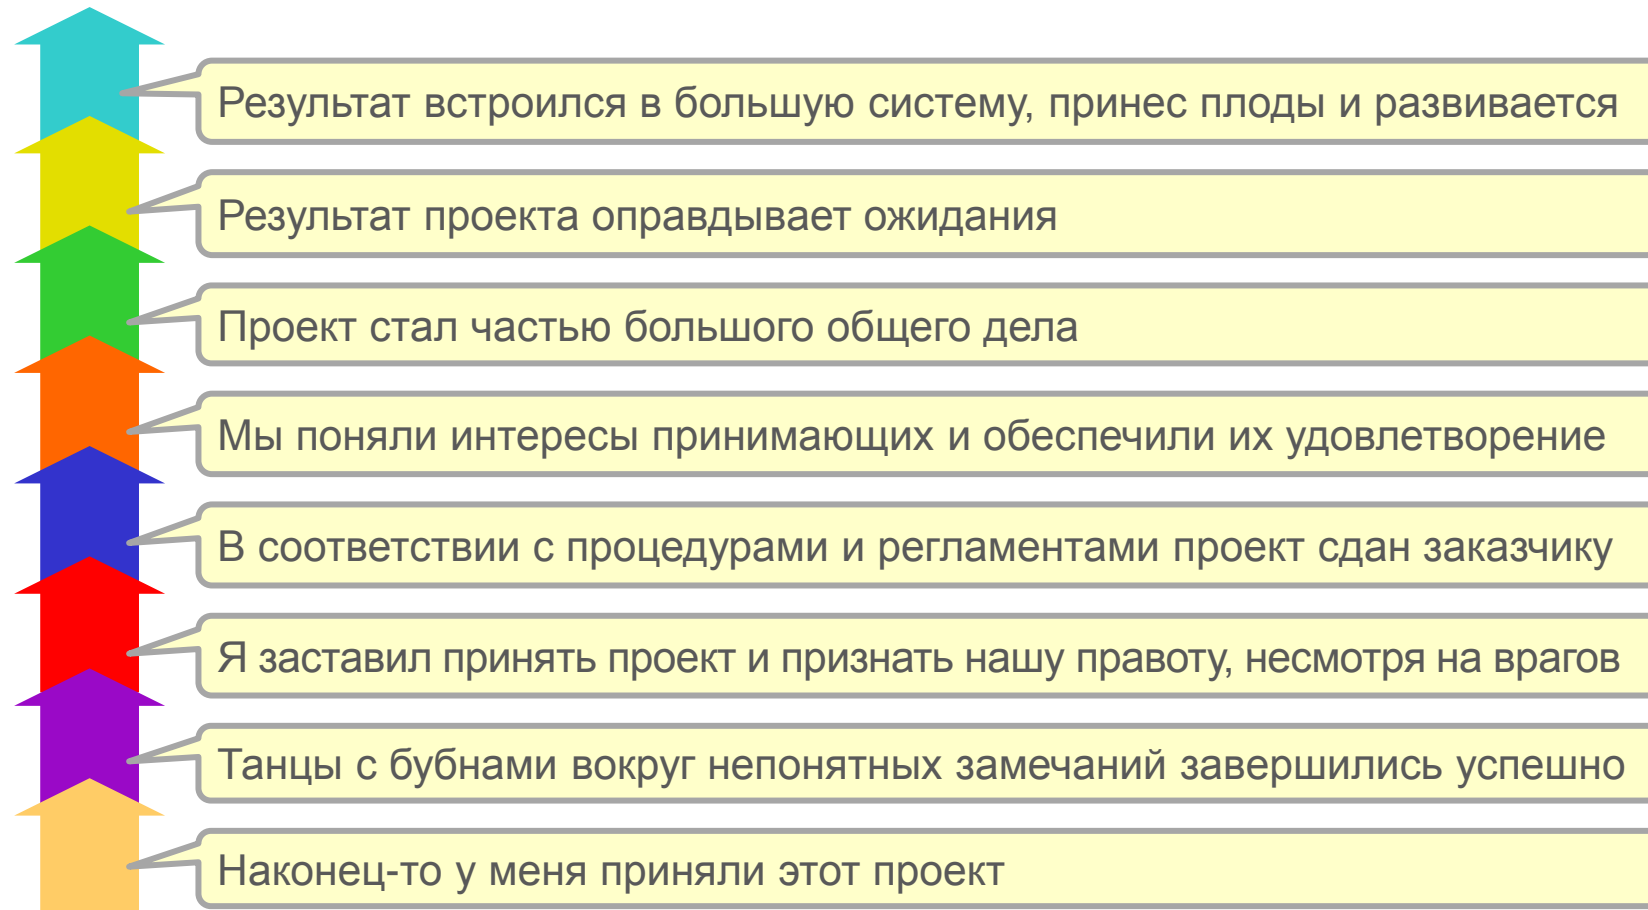 Результат встроился в большую систему, принес плоды и развивается
Результат проекта оправдывает ожидания
Проект стал частью большого общего дела
Мы поняли интересы принимающих и обеспечили их удовлетворение
В соответствии с процедурами и регламентами проект сдан заказчику
Я заставил принять проект и признать нашу правоту, несмотря на врагов
Танцы с бубнами вокруг непонятных замечаний завершились успешно
Наконец-то у меня приняли этот проект